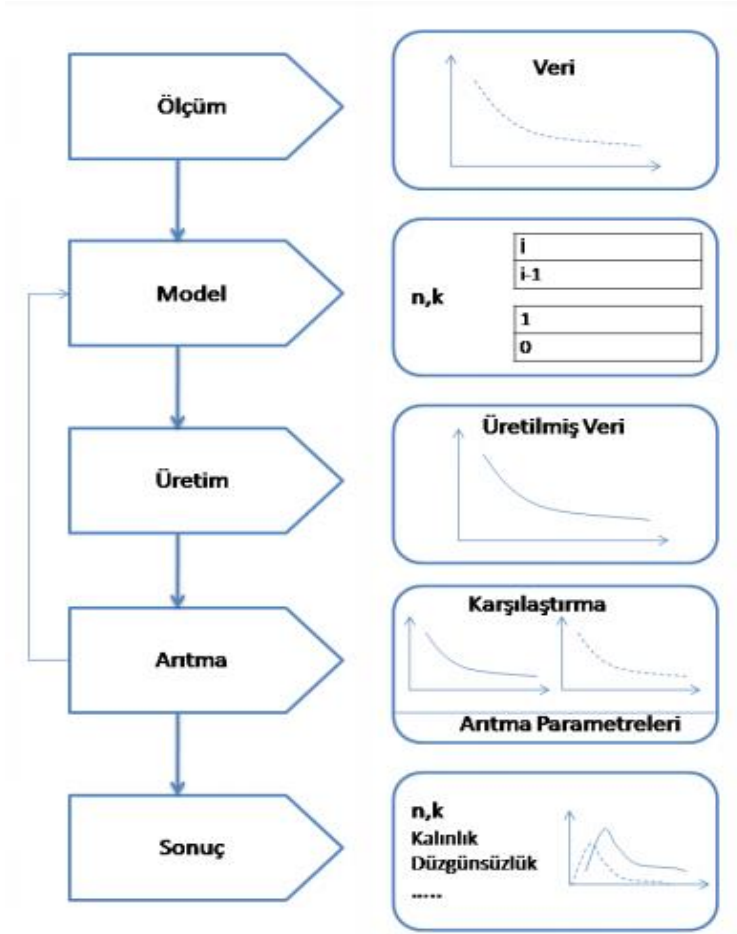 Ölçüm
Veri
Model
n,k
i
i-1
1
0
Üretim
Üretilmiş Veri
Arıtma
Karşılaştırma
Arıtma Parametreleri
Sonuç
n,k
Kalınlık
Düzgünsüzlük
.....